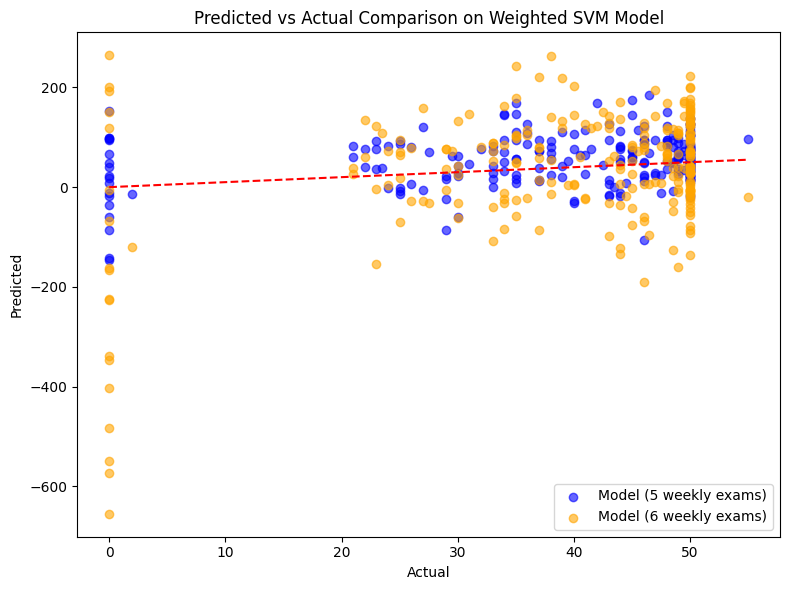 Predicted vs Actual Comparison on Weighted SVM Model
200
0
−200
−400
−600
Predicted
0
10
20
30
40
50
Actual
Model (5 weekly exams)
Model (6 weekly exams)